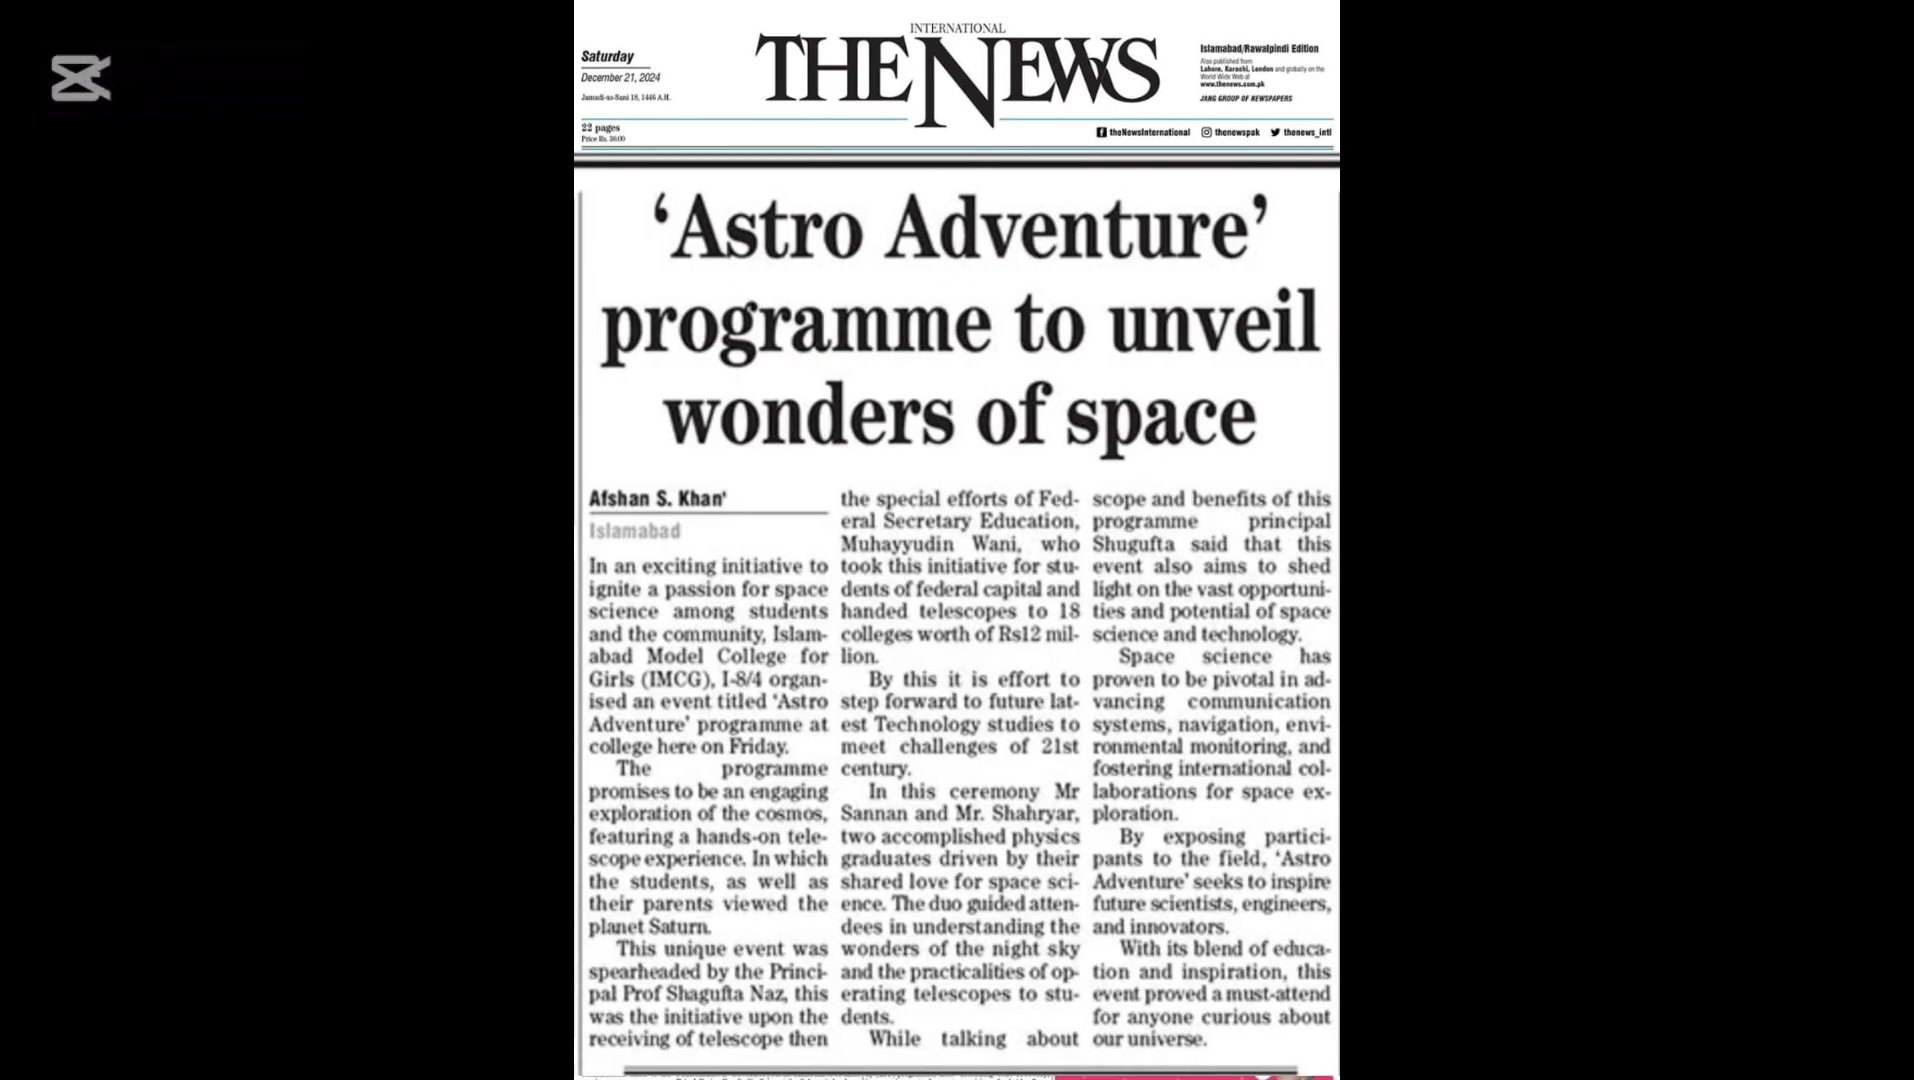 INTERNATIONAL
THE NEWS
Saturday
December 21, 2024
Jamadi-us-Sani 18, 1446 A.H.
22 pages
Price Rs. 30.00
Islamabad/Rawalpindi Edition
Also published from
Lahore, Karachi, London and globally on the
World Wide Web at
www.thenews.com.pk
JANG GROUP OF NEWSPAPERS
theNewsInternational thenewspak thenews_intl
‘Astro Adventure’
programme to unveil
wonders of space
Afshan S. Khan'
Islamabad
In an exciting initiative to
ignite a passion for space
science among students
and the community, Islam-
abad Model College for
Girls (IMCG), I-8/4 organ-
ised an event titled ‘Astro
Adventure’ programme at
college here on Friday.
The programme
promises to be an engaging
exploration of the cosmos,
featuring a hands-on tele-
scope experience. In which
the students, as well as
their parents viewed the
planet Saturn.
This unique event was
spearheaded by the Princi-
pal Prof Shagufta Naz, this
was the initiative upon the
receiving of telescope then
the special efforts of Fed-
eral Secretary Education,
Muhayyudin Wani, who
took this initiative for stu-
dents of federal capital and
handed telescopes to 18
colleges worth of Rs12 mil-
lion.
By this it is effort to
step forward to future lat-
est Technology studies to
meet challenges of 21st
century.
In this ceremony Mr
Sannan and Mr. Shahryar,
two accomplished physics
graduates driven by their
shared love for space sci-
ence. The duo guided atten-
dees in understanding the
wonders of the night sky
and the practicalities of op-
erating telescopes to stu-
dents.
While talking about
scope and benefits of this
programme principal
Shugufta said that this
event also aims to shed
light on the vast opportuni-
ties and potential of space
science and technology.
Space science has
proven to be pivotal in ad-
vancing communication
systems, navigation, envi-
ronmental monitoring, and
fostering international col-
laborations for space ex-
ploration.
By exposing partici-
pants to the field, ‘Astro
Adventure’ seeks to inspire
future scientists, engineers,
and innovators.
With its blend of educa-
tion and inspiration, this
event proved a must-attend
for anyone curious about
our universe.